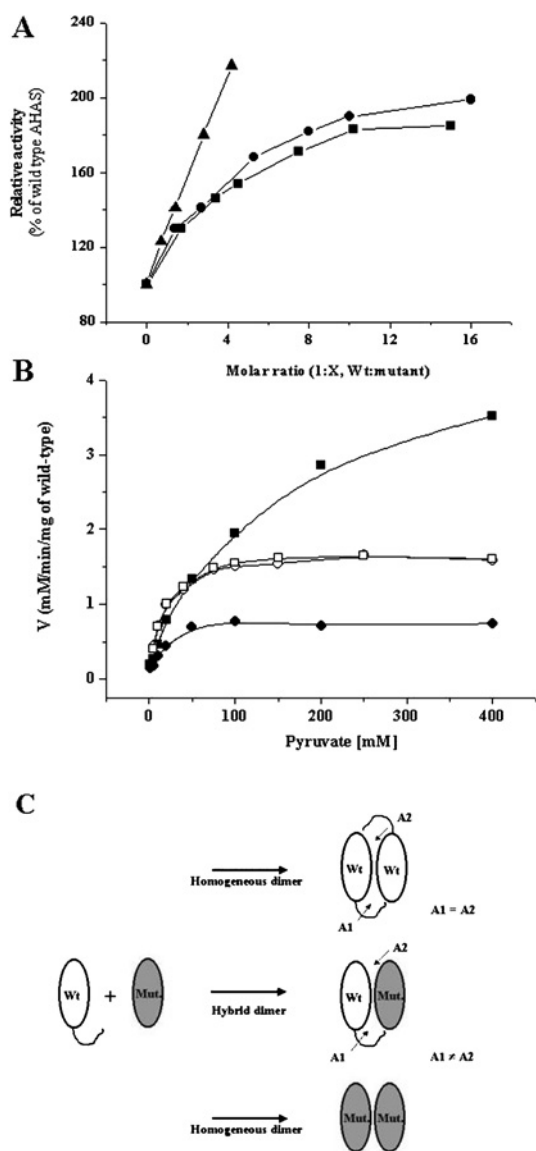 A
240
200
160
120
80
Relative activity
(% of wild type AHAS)
0
4
8
12
16
Molar ratio (1:X, Wt:mutant)
B
4
3
2
1
0
V (mM/min/mg of wild-type)
0
100
200
300
400
Pyruvate [mM]
C
A2
Wt
Wt
Homogeneous dimer
A1
A1 = A2
A2
Wt
+
Mut.
Wt
Mut.
Hybrid dimer
A1
A1 ≠ A2
Mut.
Mut.
Homogeneous dimer